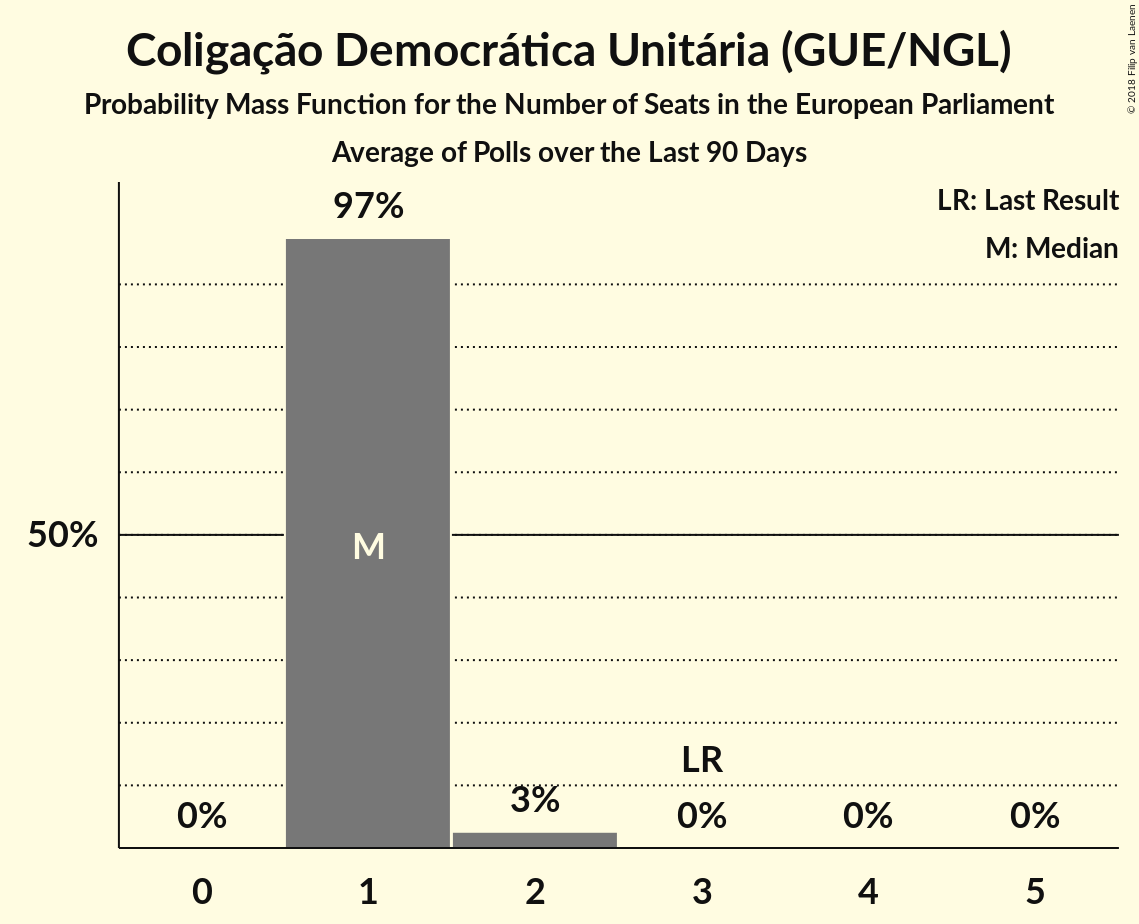 Coligação Democrática Unitária (GUE/NGL)
Probability Mass Function for the Number of Seats in the European Parliament
Average of Polls over the Last 90 Days
© 2018 Filip van Laenen
LR: Last Result
M: Median
97%
50%
M
LR
0%
3%
0%
0%
0%
0
1
2
3
4
5